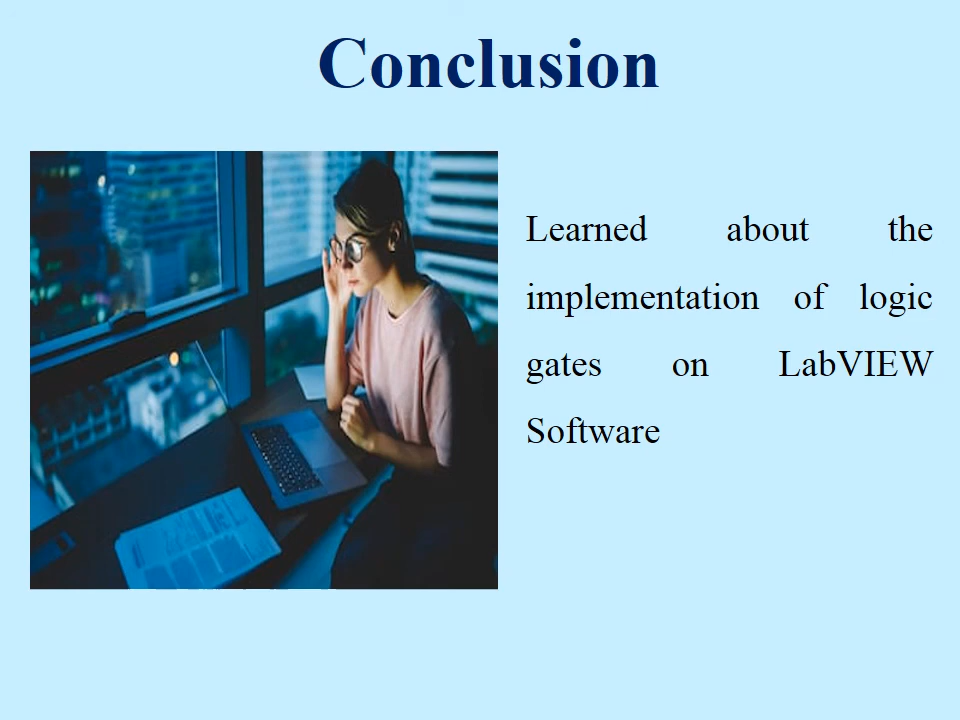 Conclusion
Learned about the
implementation of logic
gates on LabVIEW
Software